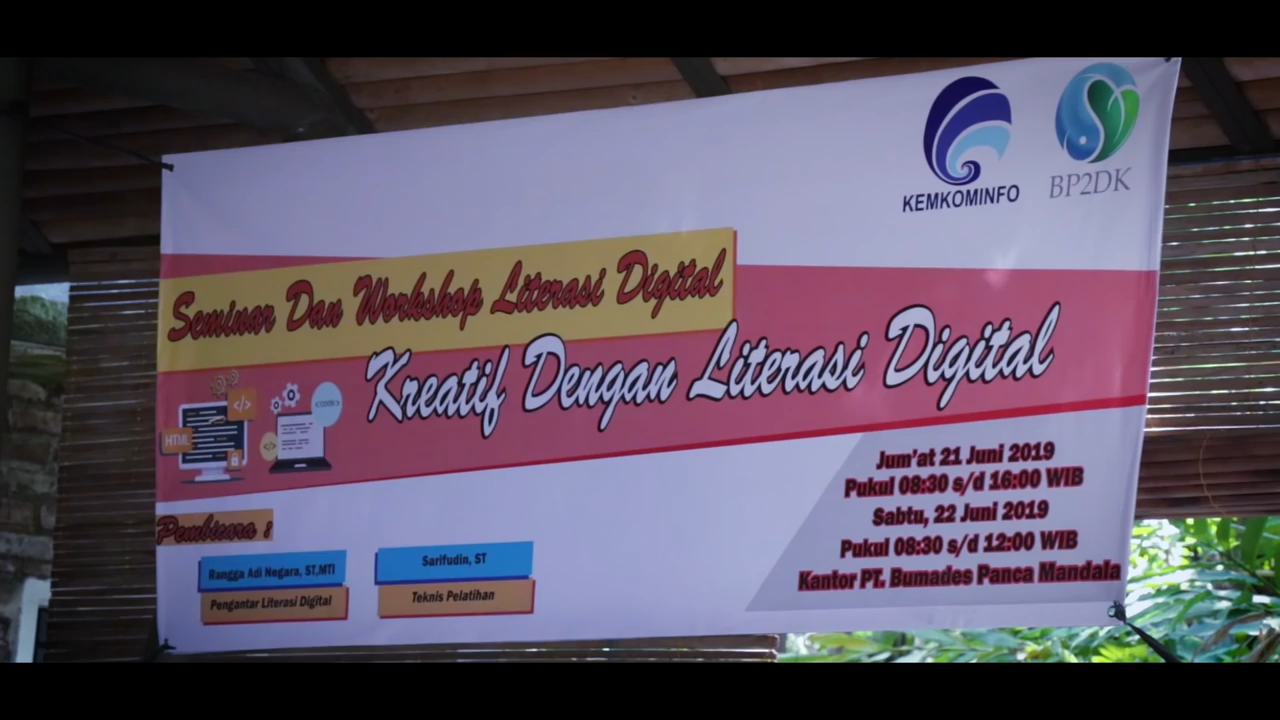 KEMKOMINFO
BP2DK
Seminar Dan Workshop Literasi Digital
Kreatif Dengan Literasi Digital
HTML
</>
<CODE>
</>
Jum'at 21 Juni 2019
Pukul 08:30 s/d 16:00 WIB
Sabtu, 22 Juni 2019
Pukul 08:30 s/d 12:00 WIB
Kantor PT. Bumades Panca Mandala
Pembicara :
Rangga Adi Negara, ST,MTI
Pengantar Literasi Digital
Sarifudin, ST
Teknis Pelatihan